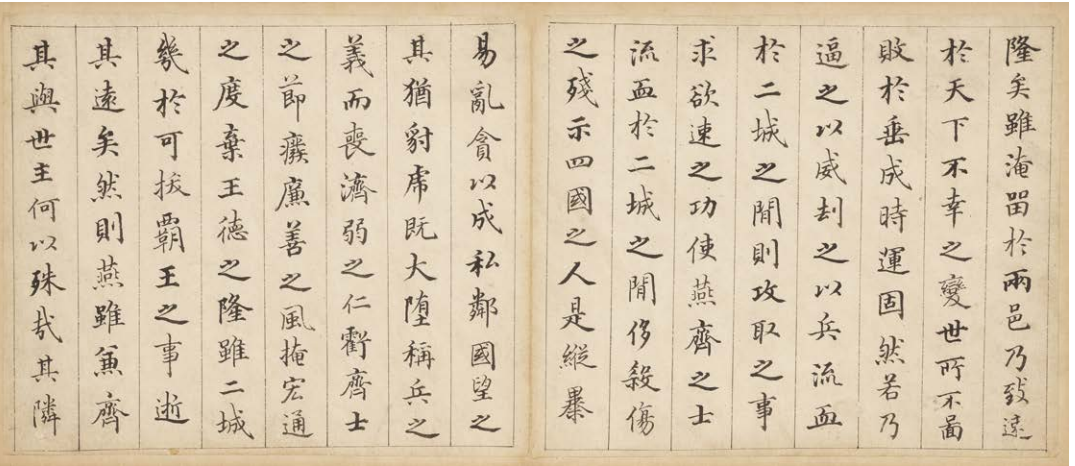 隆矣雖淹留於兩邑乃致遠
於天下不幸之變世所不啚
敗於垂成時運固然若乃
逼之以威刦之以兵流血
於二城之閒則攻取之事
求欲速之功使燕齊之士
流血於二城之閒侈殺傷
之殘示四國之人是縱暴
易亂貪以成私鄰國望之
其猶豺虎既大墮稱兵之
義而喪濟弱之仁虧齊士
之節癈廉善之風掩宏通
之度棄王德之隆雖二城
幾於可拔霸王之事逝
其遠矣然則燕雖兼齊
其與世主何以殊哉其隣